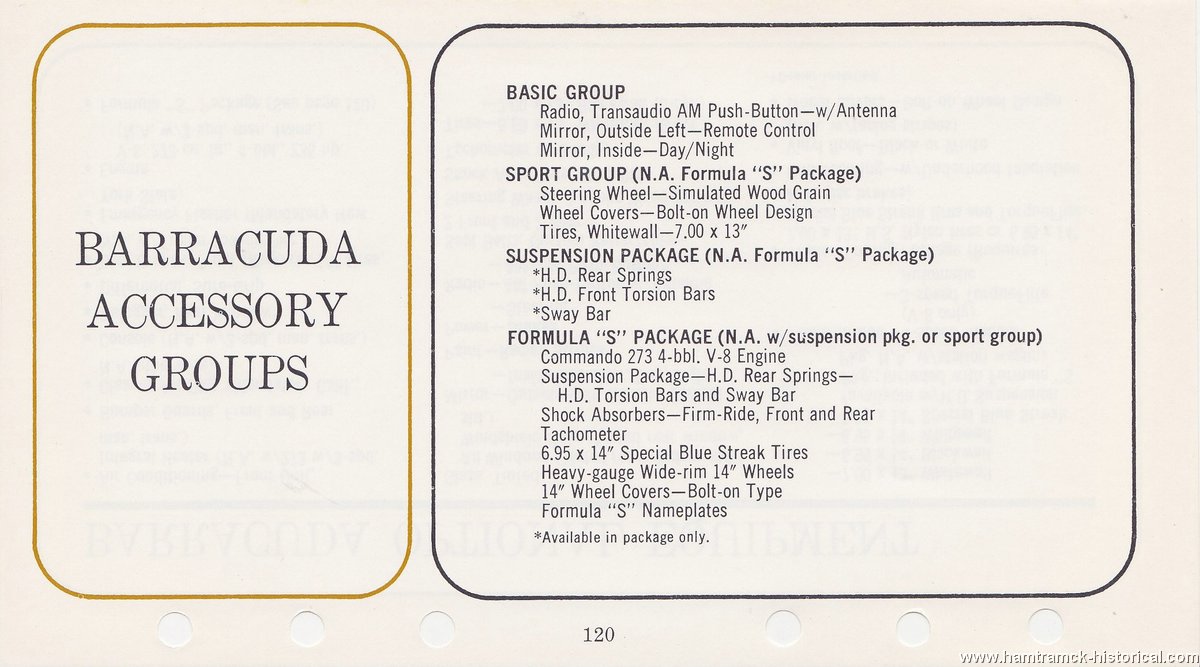 BARRACUDA
ACCESSORY
GROUPS
BASIC GROUP
Radio, Transaudio AM Push-Button—w/Antenna
Mirror, Outside Left—Remote Control
Mirror, Inside—Day/Night
SPORT GROUP (N.A. Formula “S” Package)
Steering Wheel—Simulated Wood Grain
Wheel Covers—Bolt-on Wheel Design
Tires, Whitewall—7.00 x 13”
SUSPENSION PACKAGE (N.A. Formula “S” Package)
*H.D. Rear Springs
*H.D. Front Torsion Bars
*Sway Bar
FORMULA “S” PACKAGE (N.A. w/suspension pkg. or sport group)
Commando 273 4-bbl. V-8 Engine
Suspension Package—H.D. Rear Springs—
H.D. Torsion Bars and Sway Bar
Shock Absorbers—Firm-Ride, Front and Rear
Tachometer
6.95 x 14” Special Blue Streak Tires
Heavy-gauge Wide-rim 14” Wheels
14” Wheel Covers—Bolt-on Type
Formula “S” Nameplates
*Available in package only.
120
www.hamtramck-historical.com